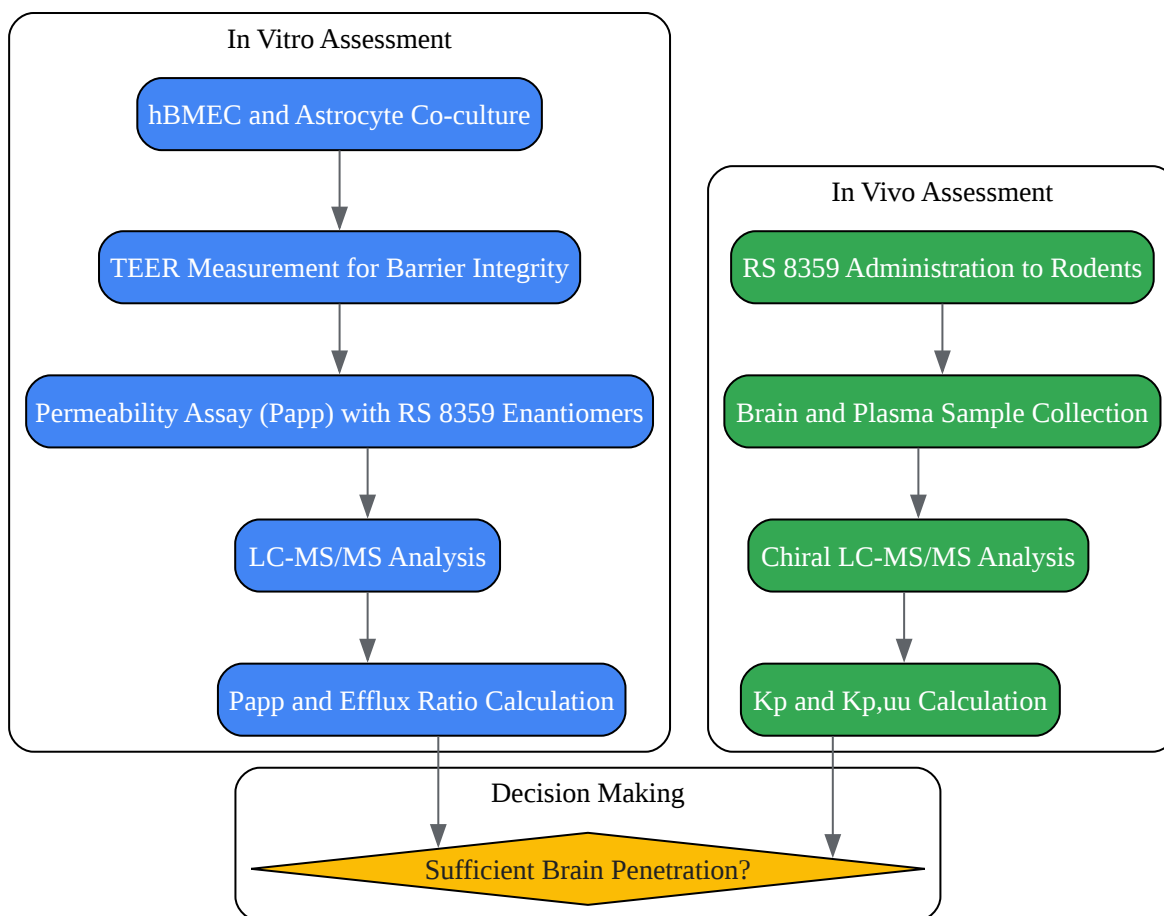 In Vitro Assessment
hBMEC and Astrocyte Co-culture
TEER Measurement for Barrier Integrity
Permeability Assay (Papp) with RS 8359 Enantiomers
LC-MS/MS Analysis
Papp and Efflux Ratio Calculation
In Vivo Assessment
RS 8359 Administration to Rodents
Brain and Plasma Sample Collection
Chiral LC-MS/MS Analysis
Kp and Kp,uu Calculation
Decision Making
Sufficient Brain Penetration?